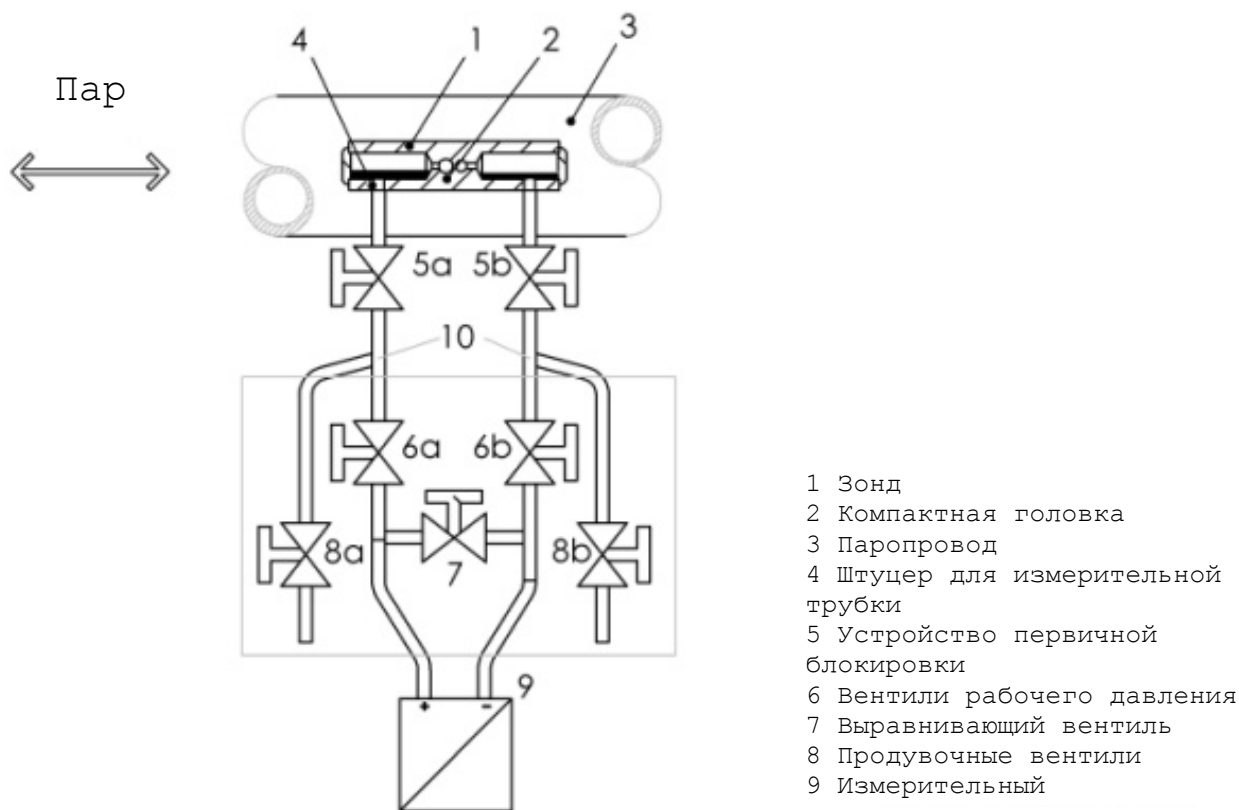 4 1 2 3
Пар
5a 5b
10
6a 6b
8a 7 8b
9
+ -
1 Зонд
2 Компактная головка
3 Паропровод
4 Штуцер для измерительной
трубки
5 Устройство первичной
блокировки
6 Вентили рабочего давления
7 Выравнивающий вентиль
8 Продувочные вентили
9 Измерительный